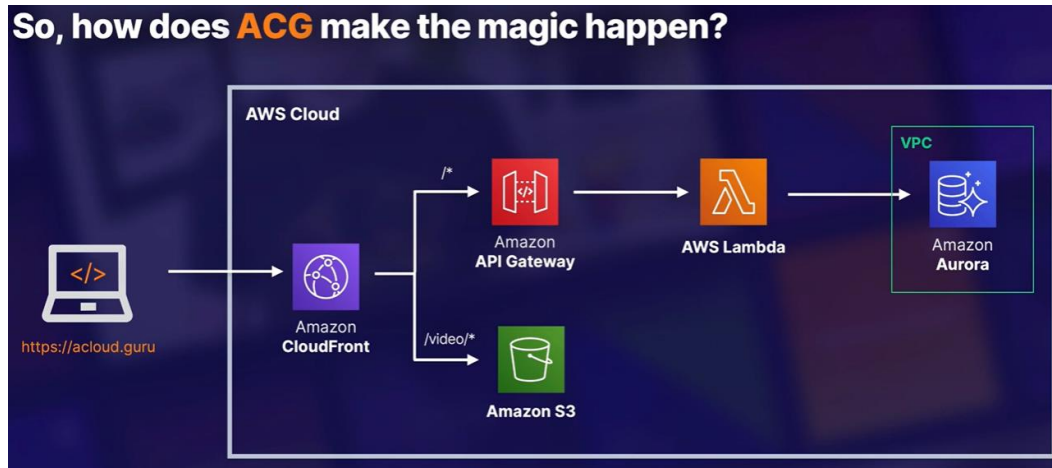 So, how does ACG make the magic happen?
AWS Cloud
VPC
/*
Amazon
API Gateway
AWS Lambda
Amazon
Aurora
</>
https://acloud.guru
Amazon
CloudFront
/video/*
Amazon S3